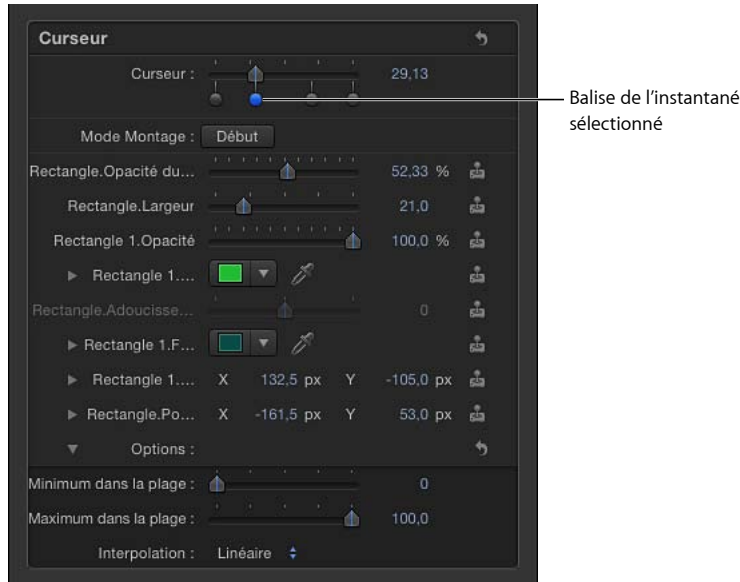 Curseur
Curseur : 29,13
Balise de l'instantané
sélectionné
Mode Montage : Début
Rectangle.Opacité du... 52,33 %
Rectangle.Largeur 21,0
Rectangle 1.Opacité 100,0 %
Rectangle 1....
Rectangle.Adoucisse... 0
Rectangle 1.F...
Rectangle 1.... X 132,5 px Y -105,0 px
Rectangle.Po... X -161,5 px Y 53,0 px
Options :
Minimum dans la plage : 0
Maximum dans la plage : 100,0
Interpolation : Linéaire